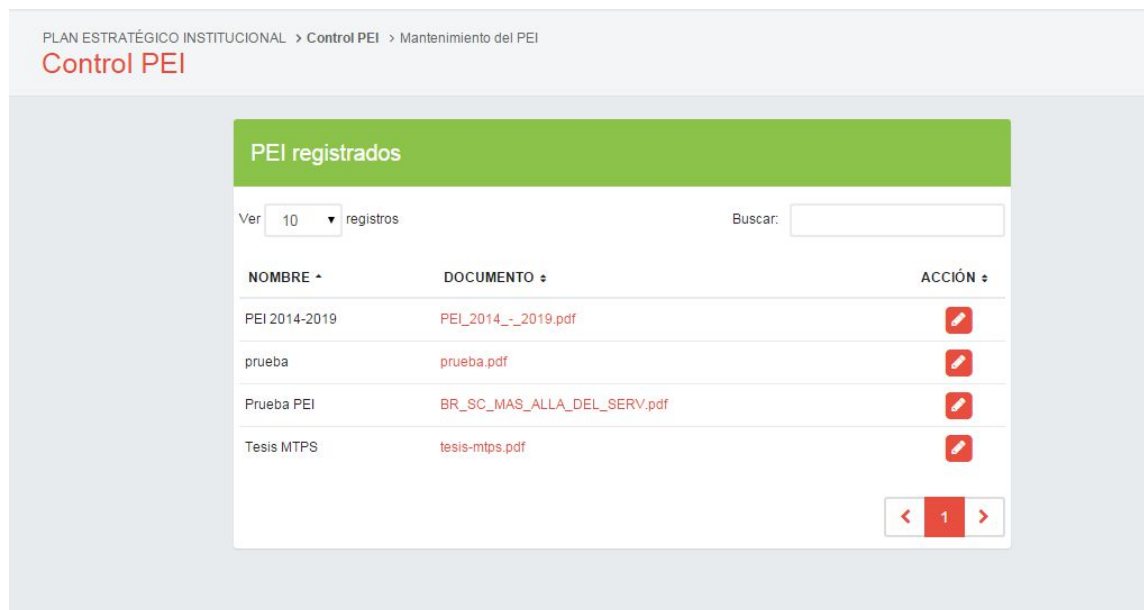 PLAN ESTRATÉGICO INSTITUCIONAL > Control PEI > Mantenimiento del PEI
Control PEI
PEI registrados
Ver 10 registros Buscar:
NOMBRE DOCUMENTO ACCIÓN
PEI 2014-2019 PEI_2014_-_2019.pdf
prueba prueba.pdf
Prueba PEI BR_SC_MAS_ALLA_DEL_SERV.pdf
Tesis MTPS tesis-mtps.pdf
1